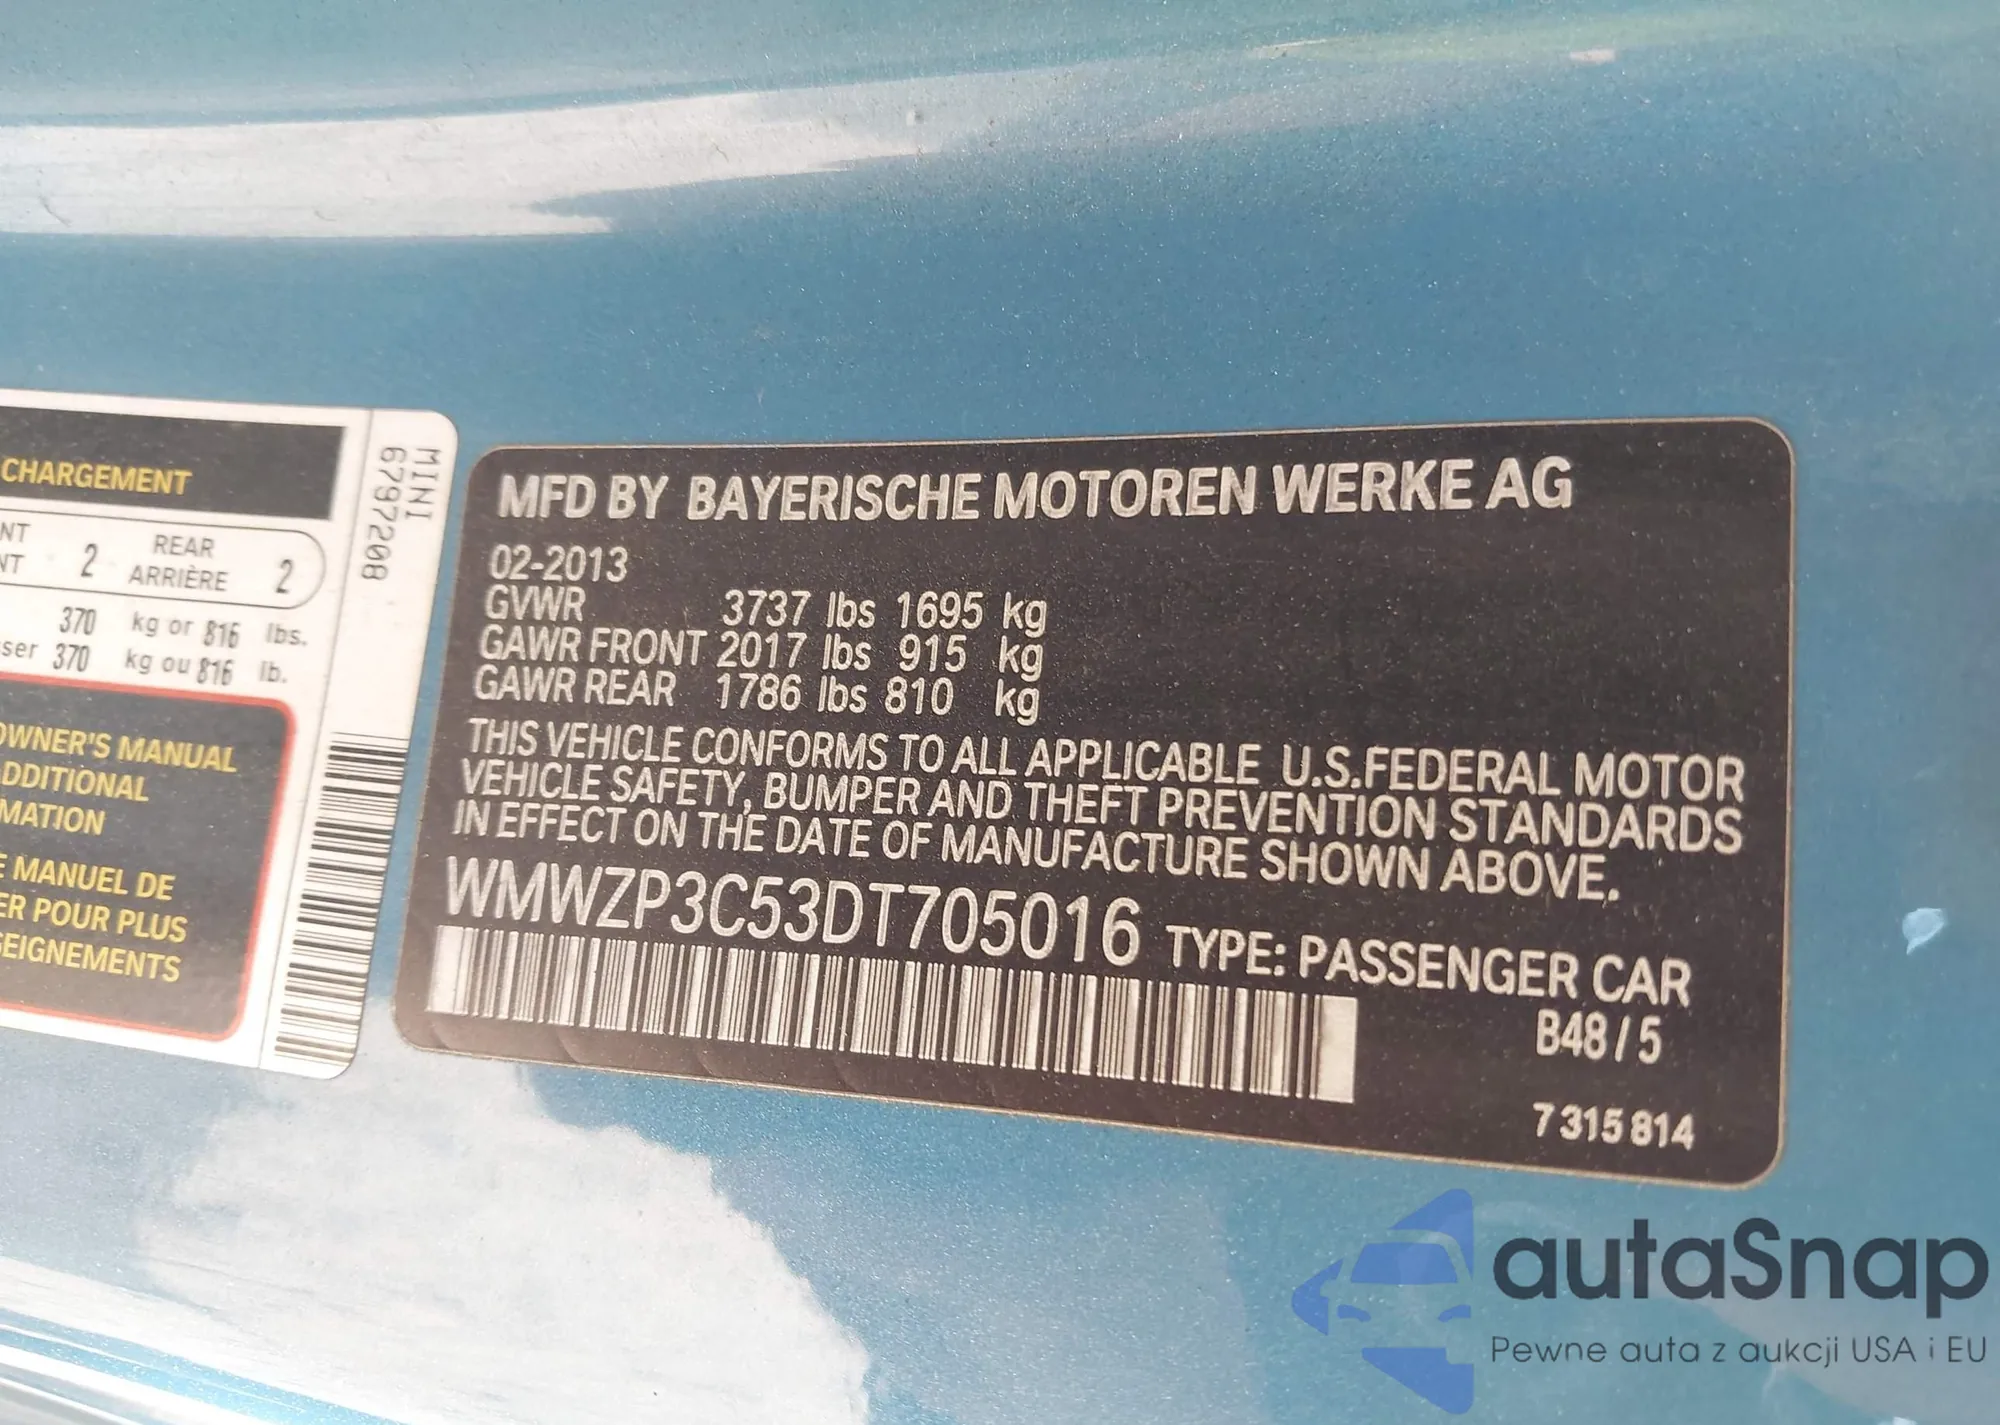 CHARGEMENT
NT 2 REAR 2
NT ARRIÈRE
370 kg or 816 lbs.
sser 370 kg ou 816 lb.
OWNER'S MANUAL
DDITIONAL
MATION
E MANUEL DE
ER POUR PLUS
SEIGNEMENTS
MINI
6797208
MFD BY BAYERISCHE MOTOREN WERKE AG
02-2013
GVWR 3737 lbs 1695 kg
GAWR FRONT 2017 lbs 915 kg
GAWR REAR 1786 lbs 810 kg
THIS VEHICLE CONFORMS TO ALL APPLICABLE U.S.FEDERAL MOTOR
VEHICLE SAFETY, BUMPER AND THEFT PREVENTION STANDARDS
IN EFFECT ON THE DATE OF MANUFACTURE SHOWN ABOVE.
WMWZP3C53DT705016 TYPE: PASSENGER CAR
B48 / 5
7 315 814
autaSnap
Pewne auta z aukcji USA i EU